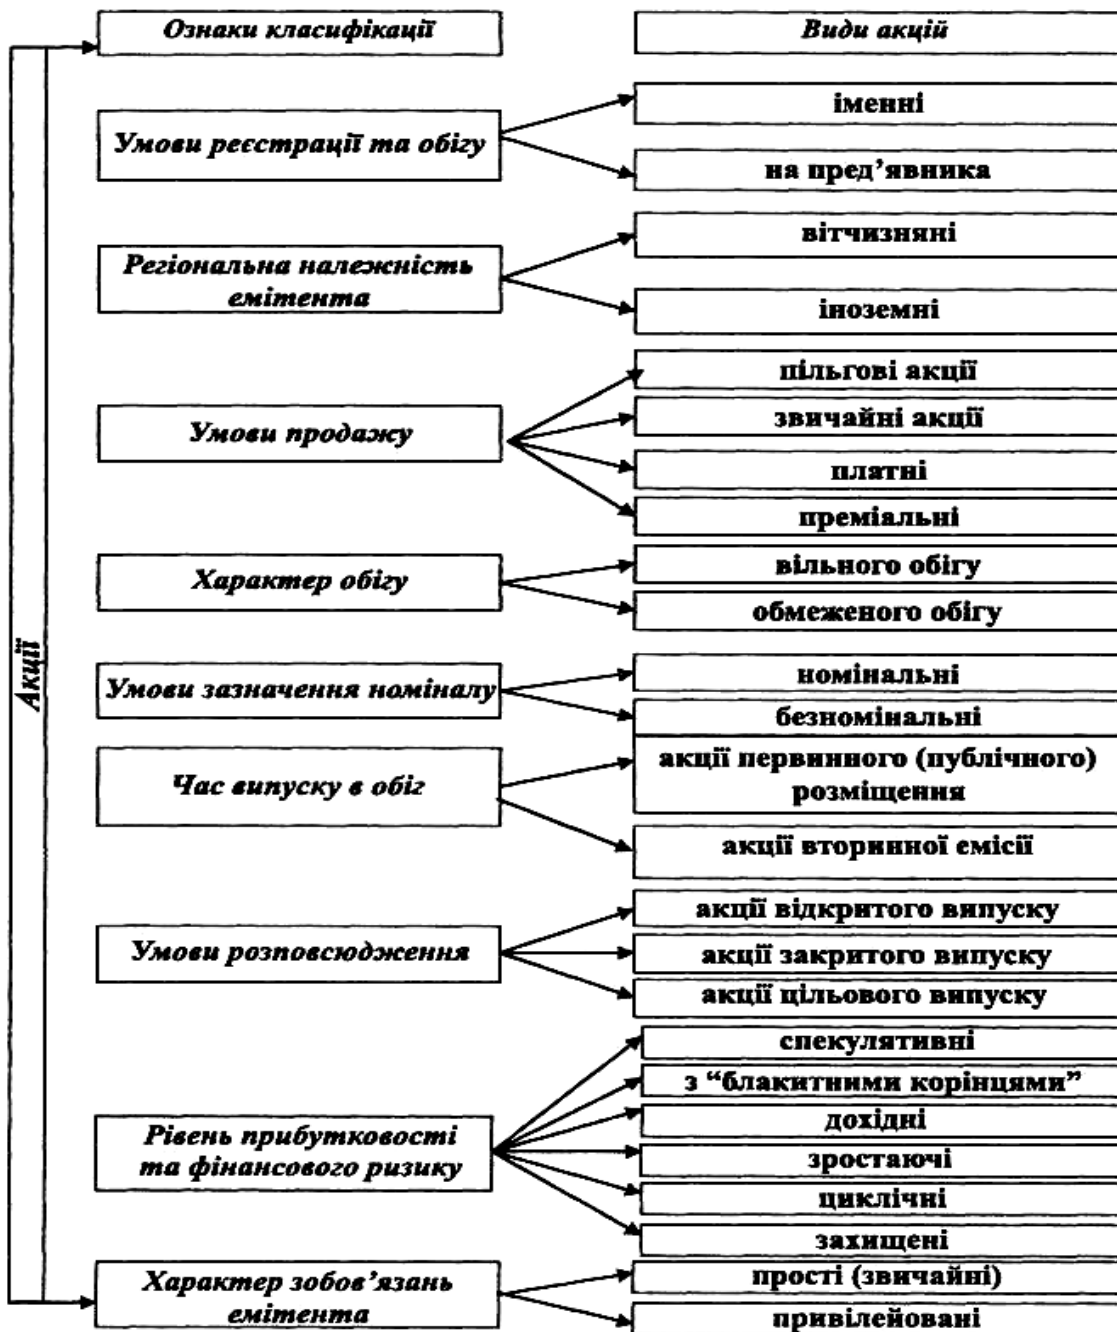 Ознаки класифікації
Види акцій
Акції
Умови реєстрації та обігу
іменні
на пред’явника
Регіональна належність
емітента
вітчизняні
іноземні
Умови продажу
пільгові акції
звичайні акції
платні
преміальні
Характер обігу
вільного обігу
обмеженого обігу
Умови зазначення номіналу
номінальні
безномінальні
Час випуску в обіг
акції первинного (публічного)
розміщення
акції вторинної емісії
Умови розповсюдження
акції відкритого випуску
акції закритого випуску
акції цільового випуску
Рівень прибутковості
та фінансового ризику
спекулятивні
з “блакитними корінцями”
дохідні
зростаючі
циклічні
захищені
Характер зобов’язань
емітента
прості (звичайні)
привілейовані